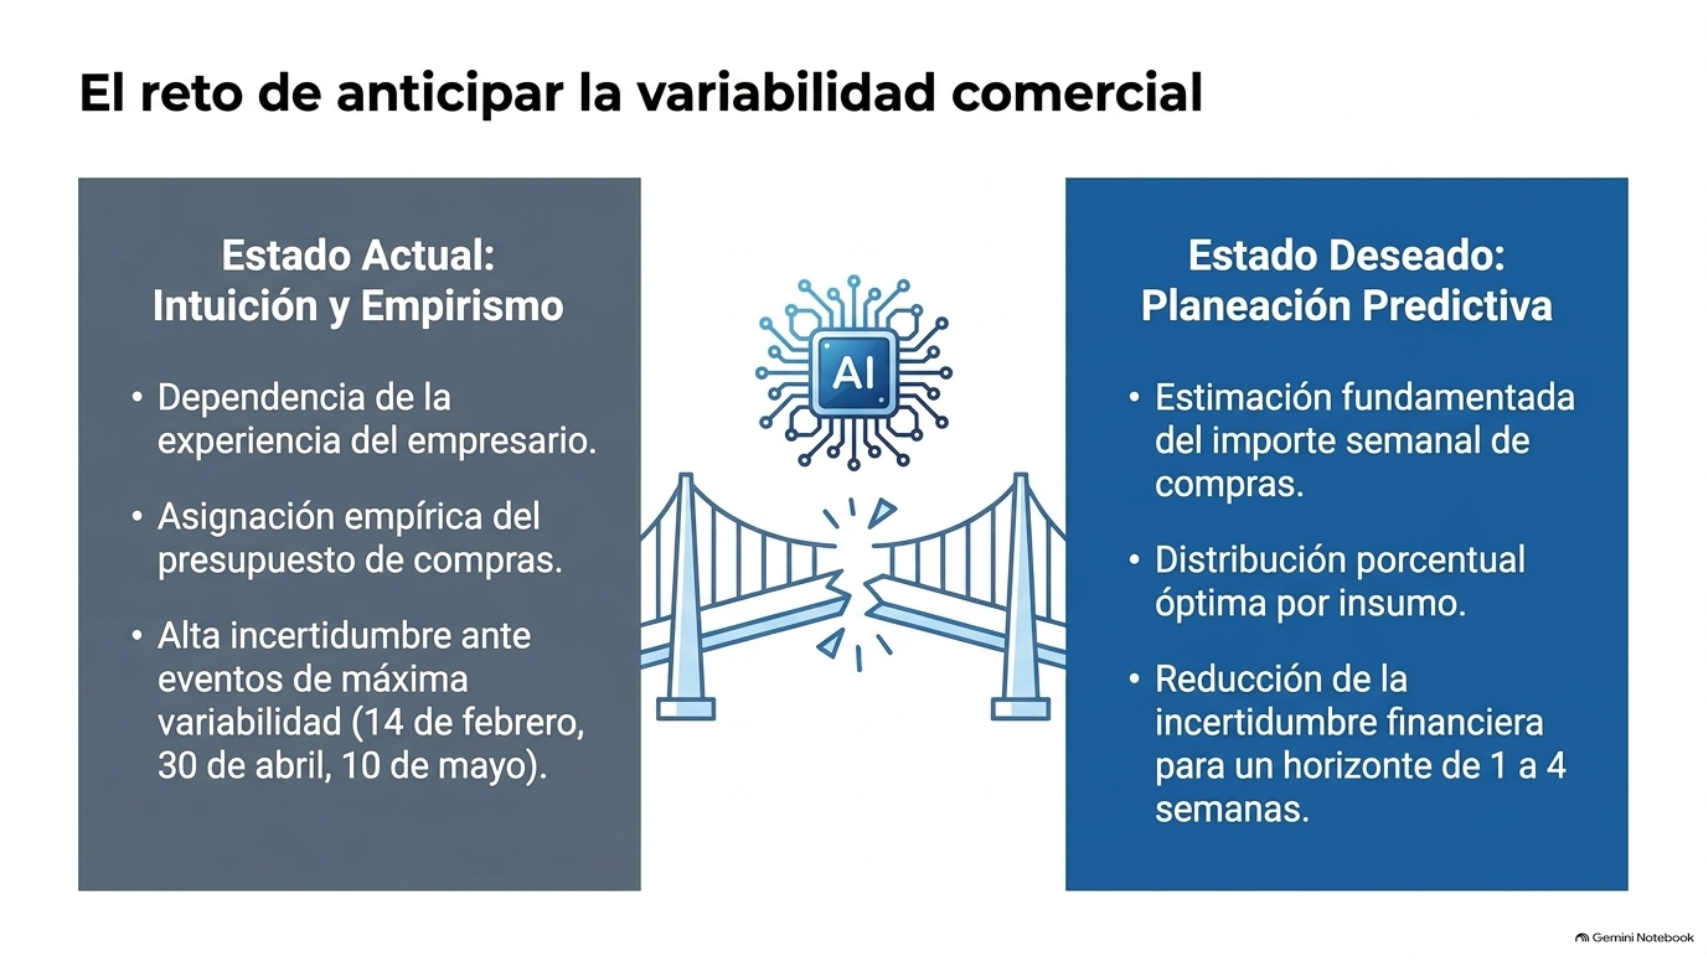 El reto de anticipar la variabilidad comercial
Estado Actual:
Intuición y Empirismo
• Dependencia de la
experiencia del empresario.
• Asignación empírica del
presupuesto de compras.
• Alta incertidumbre ante
eventos de máxima
variabilidad (14 de febrero,
30 de abril, 10 de mayo).
AI
Estado Deseado:
Planeación Predictiva
• Estimación fundamentada
del importe semanal de
compras.
• Distribución porcentual
óptima por insumo.
• Reducción de la
incertidumbre financiera
para un horizonte de 1 a 4
semanas.
Gemini Notebook